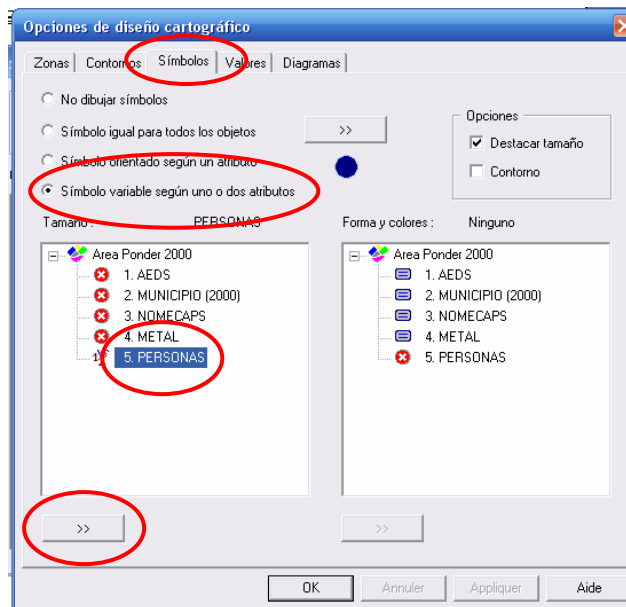 Opciones de diseño cartográfico
Zonas Contornos Símbolos Valores Diagramas
No dibujar símbolos
Símbolo igual para todos los objetos
>>
Símbolo orientado según un atributo
Símbolo variable según uno o dos atributos
Opciones
Destacar tamaño
Contorno
Tamaño : PERSONAS
Forma y colores : Ninguno
Area Ponder 2000
1. AEDS
2. MUNICIPIO (2000)
3. NOMECAPS
4. METAL
5. PERSONAS
Area Ponder 2000
1. AEDS
2. MUNICIPIO (2000)
3. NOMECAPS
4. METAL
5. PERSONAS
>>
>>
OK Annuler Appliquer Aide